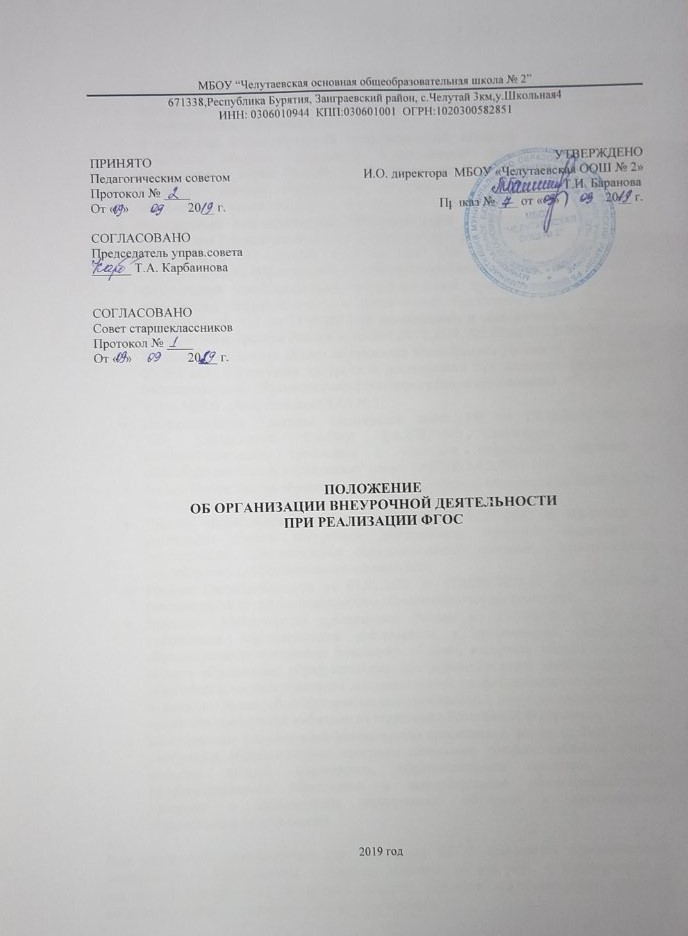 МБОУ “Челутаевская основная общеобразовательная школа № 2”
671338,Республика Бурятия, Заиграевский район, с.Челутай 3км,у.Школьная4
ИНН: 0306010944 КПП:030601001 ОГРН:1020300582851
ПРИНЯТО
Педагогическим советом
Протокол № 2
От «19» 09 2019 г.
УТВЕРЖДЕНО
И.О. директора МБОУ «Челутаевская ООШ № 2»
Т.И. Баранова
Приказ № 7 от «09» 09 2019 г.
СОГЛАСОВАНО
Председатель управ.совета
Т.А. Карбаинова
СОГЛАСОВАНО
Совет старшеклассников
Протокол № 1
От «19» 09 2019 г.
ПОЛОЖЕНИЕ
ОБ ОРГАНИЗАЦИИ ВНЕУРОЧНОЙ ДЕЯТЕЛЬНОСТИ
ПРИ РЕАЛИЗАЦИИ ФГОС
2019 год